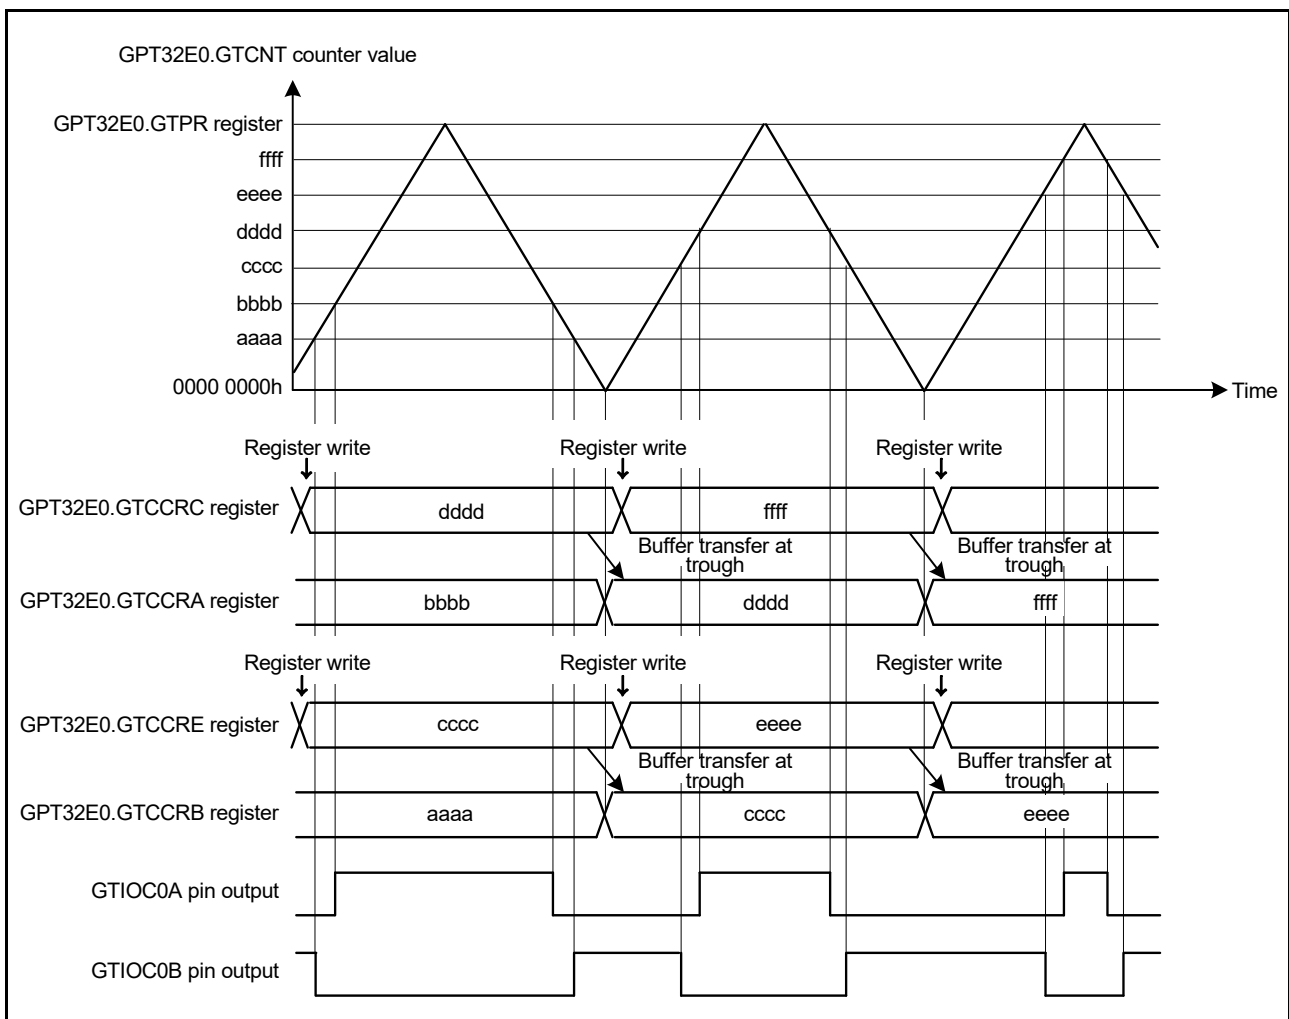 GPT32E0.GTCNT counter value
GPT32E0.GTPR register
ffff
eeee
dddd
cccc
bbbb
aaaa
0000 0000h
Time
Register write
Register write
Register write
GPT32E0.GTCCRC register
dddd
ffff
Buffer transfer at
trough
Buffer transfer at
trough
GPT32E0.GTCCRA register
bbbb
dddd
ffff
Register write
Register write
Register write
GPT32E0.GTCCRE register
cccc
eeee
Buffer transfer at
trough
Buffer transfer at
trough
GPT32E0.GTCCRB register
aaaa
cccc
eeee
GTIOC0A pin output
GTIOC0B pin output